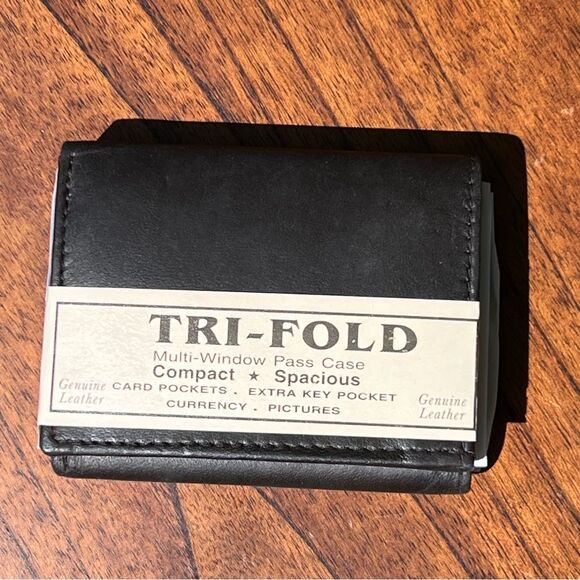 TRI-FOLD
Multi-Window Pass Case
Compact ★ Spacious
CARD POCKETS . EXTRA KEY POCKET
CURRENCY . PICTURES
Genuine
Leather
Genuine
Leather